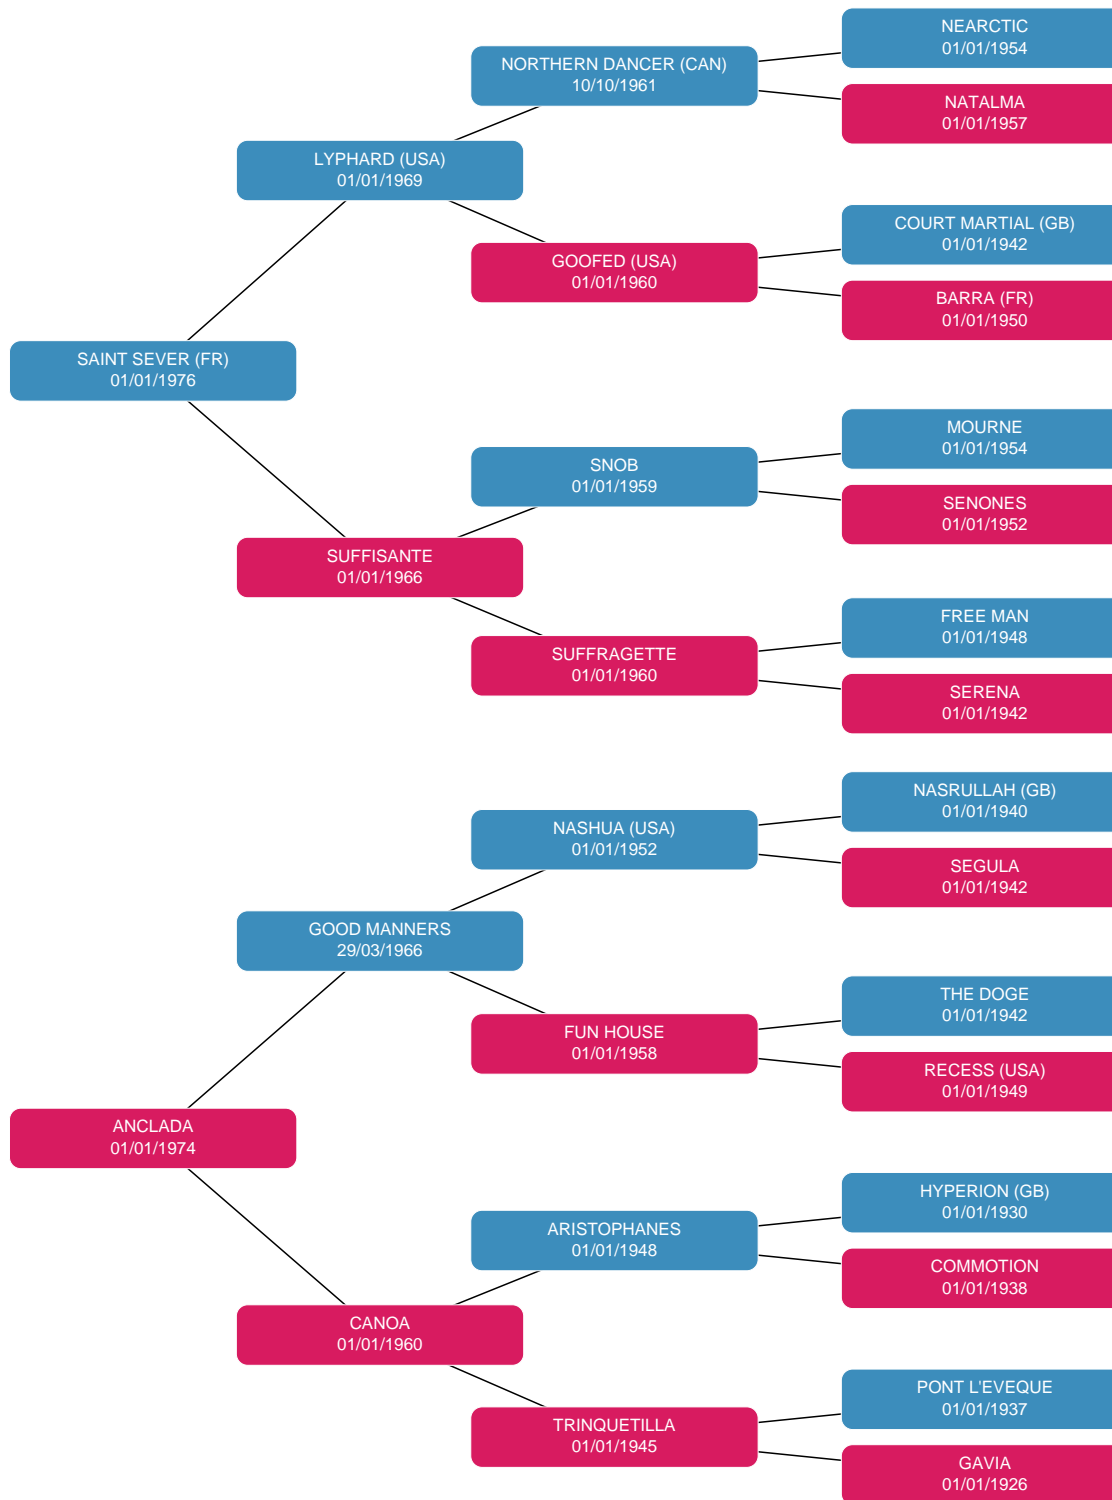 NEARCTIC
01/01/1954
NORTHERN DANCER (CAN)
10/10/1961
NATALMA
01/01/1957
LYPHARD (USA)
01/01/1969
COURT MARTIAL (GB)
01/01/1942
GOOFED (USA)
01/01/1960
BARRA (FR)
01/01/1950
SAINT SEVER (FR)
01/01/1976
MOURNE
01/01/1954
SNOB
01/01/1959
SENONES
01/01/1952
SUFFISANTE
01/01/1966
FREE MAN
01/01/1948
SUFFRAGETTE
01/01/1960
SERENA
01/01/1942
NASRULLAH (GB)
01/01/1940
NASHUA (USA)
01/01/1952
SEGULA
01/01/1942
GOOD MANNERS
29/03/1966
THE DOGE
01/01/1942
FUN HOUSE
01/01/1958
RECESS (USA)
01/01/1949
ANCLADA
01/01/1974
HYPERION (GB)
01/01/1930
ARISTOPHANES
01/01/1948
COMMOTION
01/01/1938
CANOA
01/01/1960
PONT L'EVEQUE
01/01/1937
TRINQUETILLA
01/01/1945
GAVIA
01/01/1926